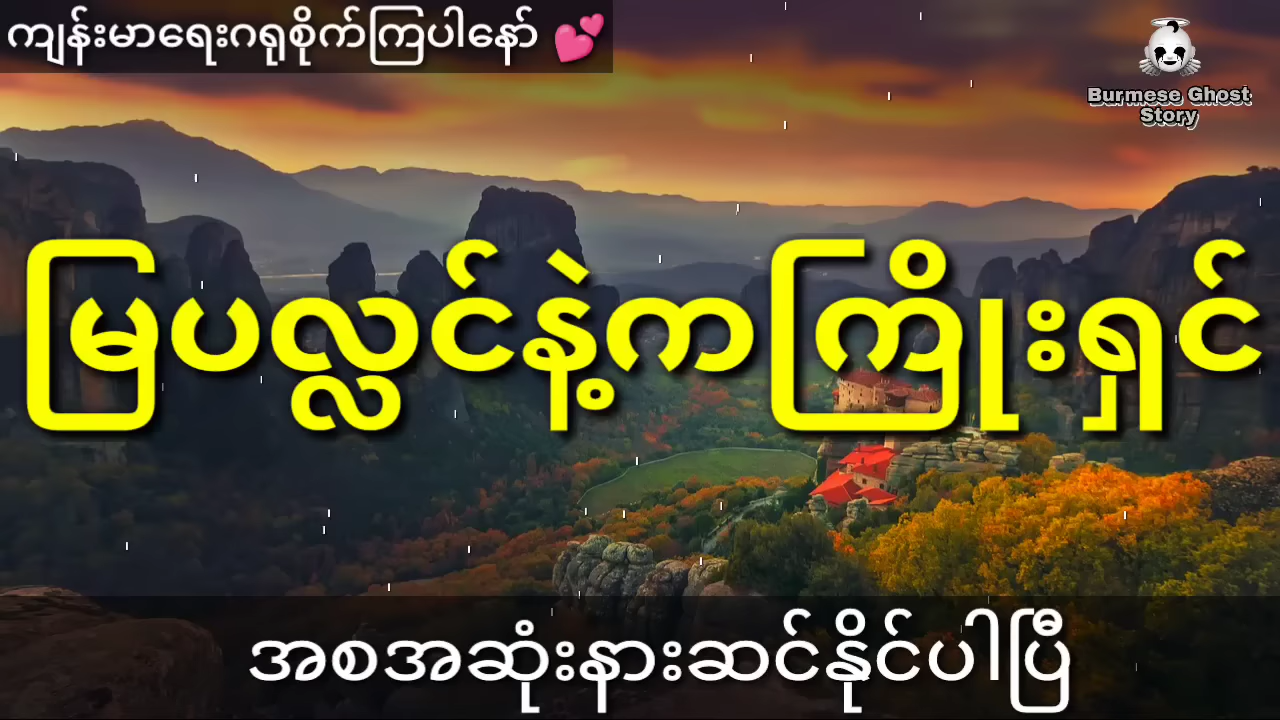 ကျန်းမာရေးဂရုစိုက်ကြပါနော် 💕
Burmese Ghost
Story
မြပလ္လင်နဲ့ကကြိုးရှင်
အစအဆုံးနားဆင်နိုင်ပါပြီ